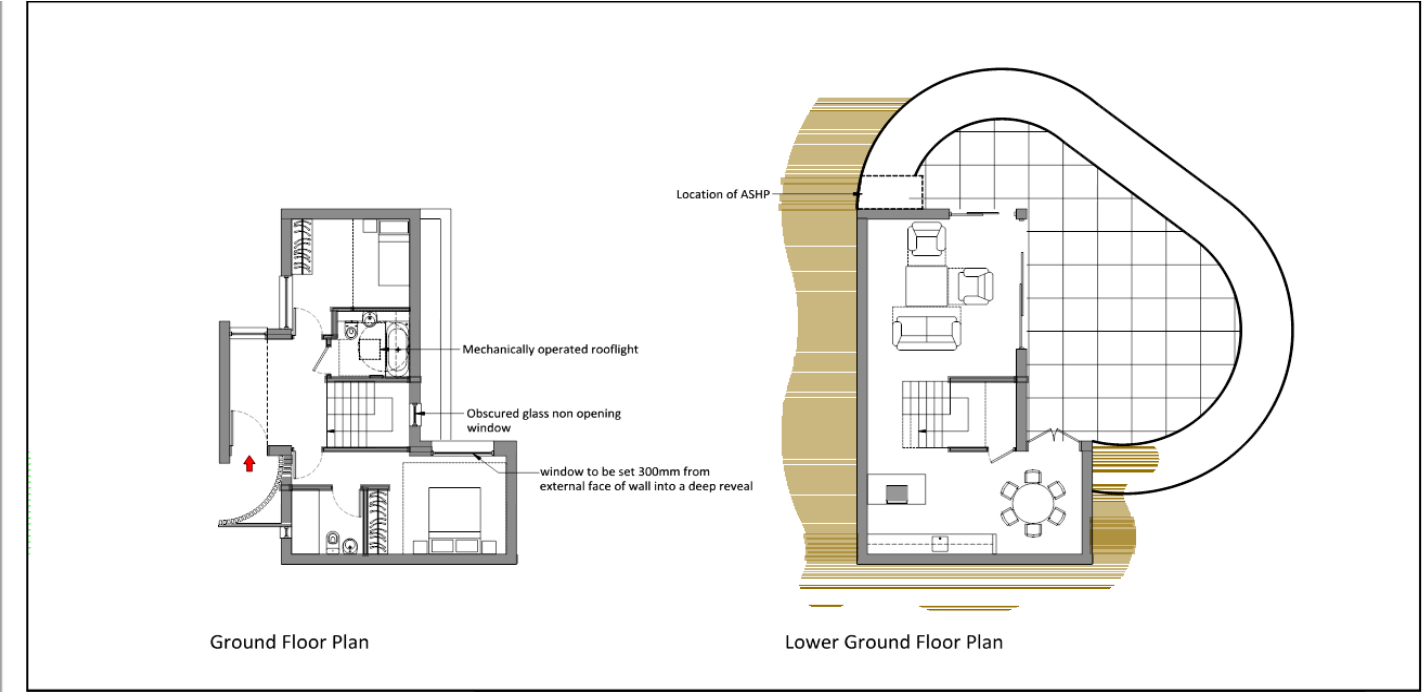 Location of ASHP
Mechanically operated rooflight
Obscured glass non opening
window
window to be set 300mm from
external face of wall into a deep reveal
Ground Floor Plan
Lower Ground Floor Plan